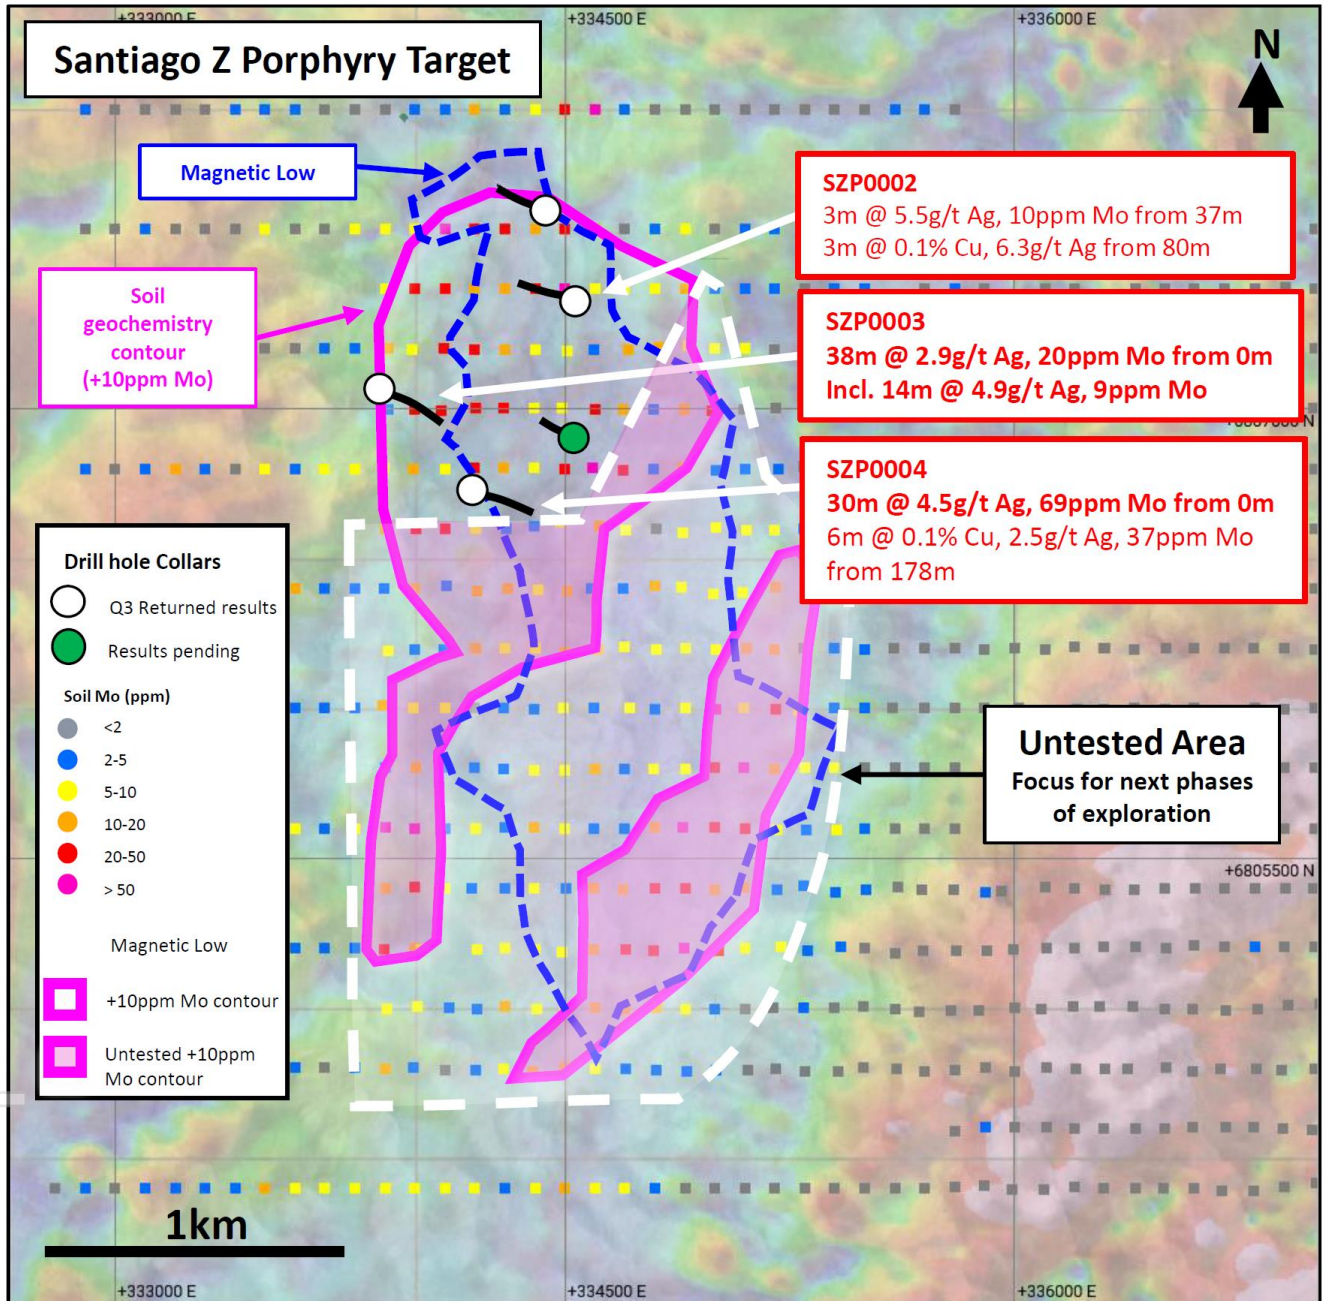 +333000 E
+334500 E
+336000 E
Santiago Z Porphyry Target
N
Magnetic Low
SZP0002
3m @ 5.5g/t Ag, 10ppm Mo from 37m
3m @ 0.1% Cu, 6.3g/t Ag from 80m
Soil
geochemistry
contour
(+10ppm Mo)
SZP0003
38m @ 2.9g/t Ag, 20ppm Mo from 0m
Incl. 14m @ 4.9g/t Ag, 9ppm Mo
SZP0004
30m @ 4.5g/t Ag, 69ppm Mo from 0m
6m @ 0.1% Cu, 2.5g/t Ag, 37ppm Mo
from 178m
Drill hole Collars
Q3 Returned results
Results pending
Soil Mo (ppm)
<2
2-5
5-10
10-20
20-50
> 50
Magnetic Low
+10ppm Mo contour
Untested +10ppm
Mo contour
Untested Area
Focus for next phases
of exploration
+6805500 N
1km
+333000 E
+334500 E
+336000 E